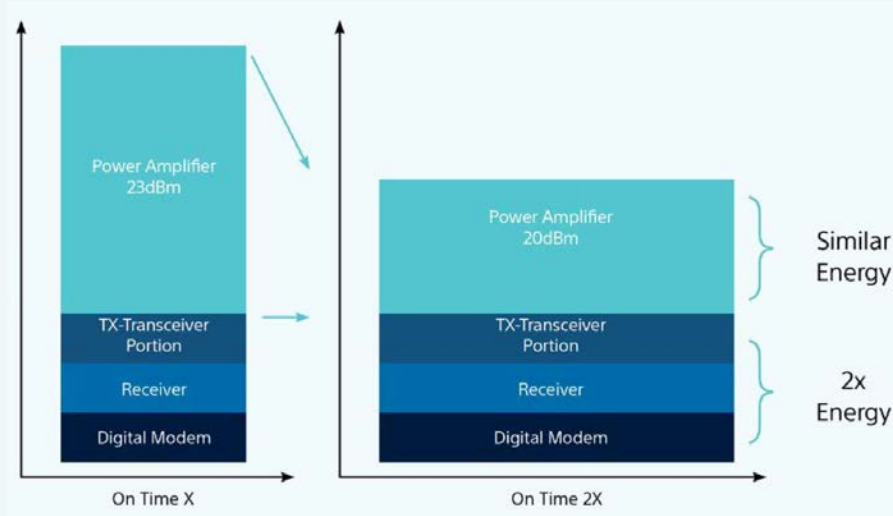 Power Amplifier
23dBm
TX-Transceiver
Portion
Receiver
Digital Modem
On Time X
Power Amplifier
20dBm
TX-Transceiver
Portion
Receiver
Digital Modem
On Time 2X
Similar
Energy
2x
Energy